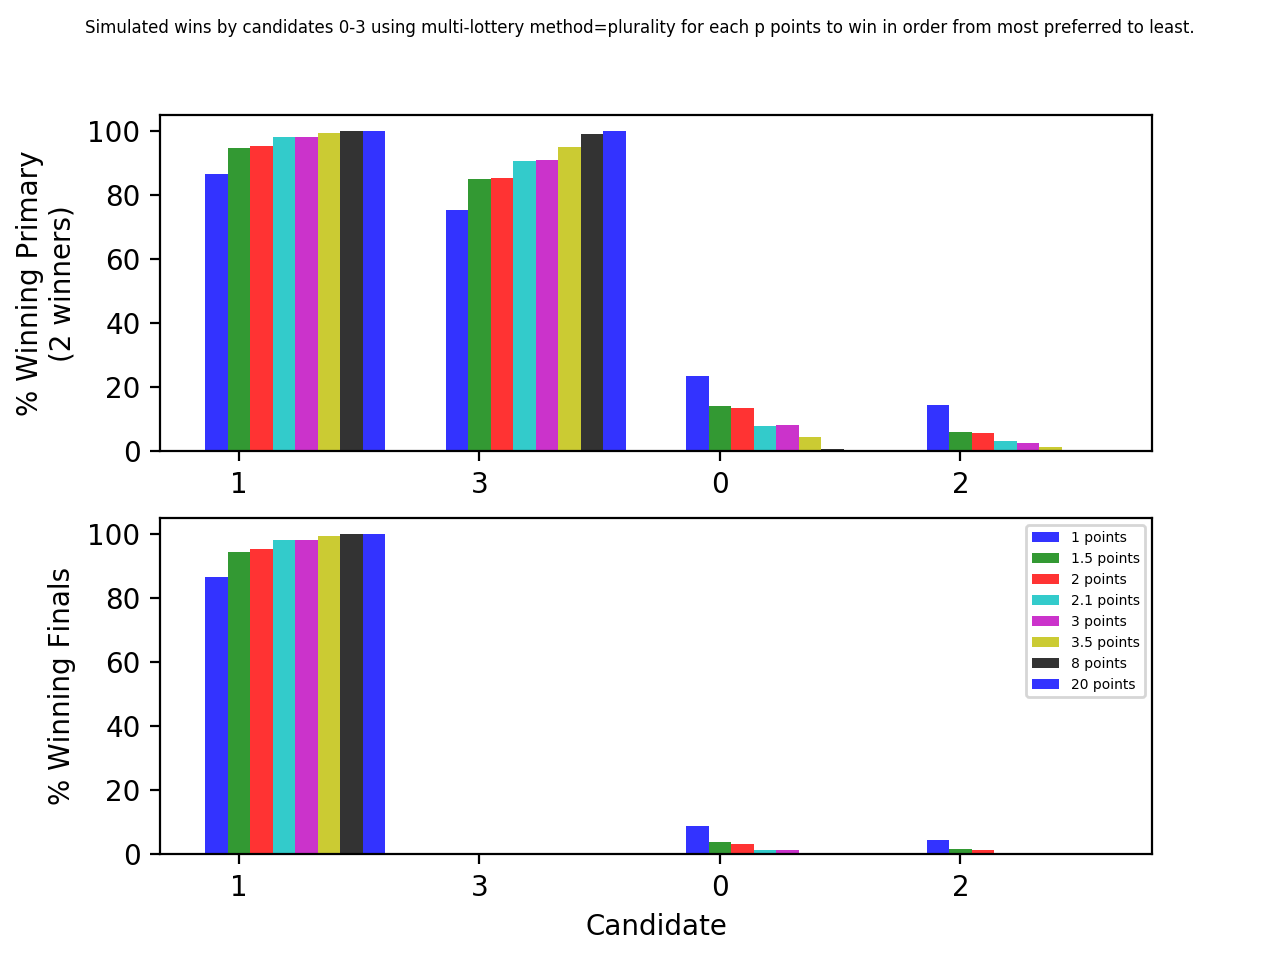 Simulated wins by candidates 0-3 using multi-lottery method=plurality for each p points to win in order from most preferred to least.
% Winning Primary
(2 winners)
100
80
60
40
20
0
1 3 0 2
% Winning Finals
100
80
60
40
20
0
1 points
1.5 points
2 points
2.1 points
3 points
3.5 points
8 points
20 points
1 3 0 2
Candidate